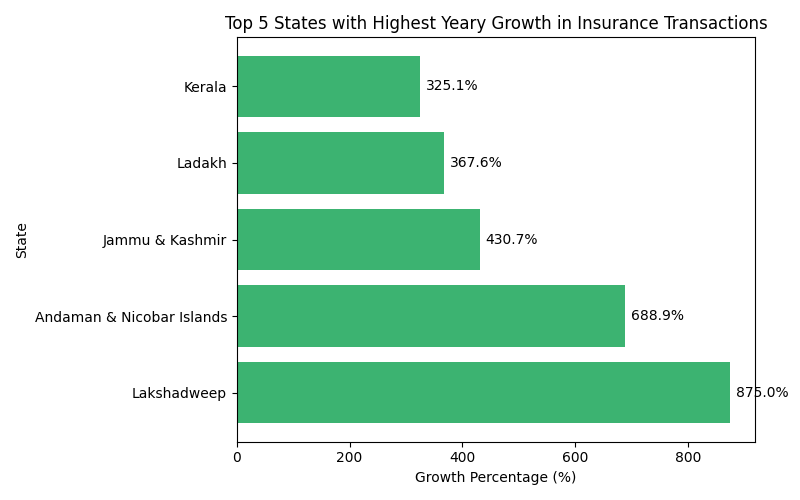 Top 5 States with Highest Yeary Growth in Insurance Transactions
State
Kerala
325.1%
Ladakh
367.6%
Jammu & Kashmir
430.7%
Andaman & Nicobar Islands
688.9%
Lakshadweep
875.0%
0
200
400
600
800
Growth Percentage (%)